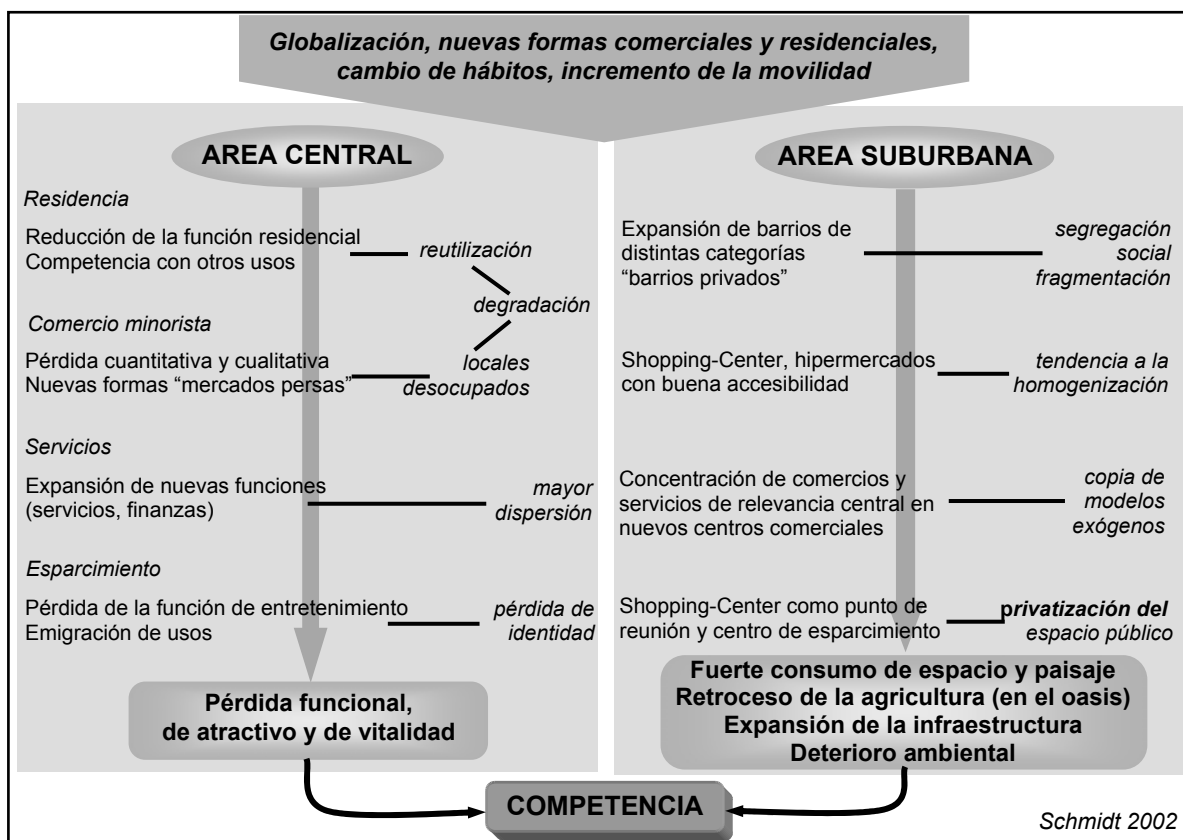 Globalización, nuevas formas comerciales y residenciales,
cambio de hábitos, incremento de la movilidad
AREA CENTRAL
Residencia
Reducción de la función residencial
Competencia con otros usos
reutilización
degradación
Comercio minorista
Pérdida cuantitativa y cualitativa
Nuevas formas “mercados persas”
locales
desocupados
Servicios
Expansión de nuevas funciones
(servicios, finanzas)
mayor
dispersión
Esparcimiento
Pérdida de la función de entretenimiento
Emigración de usos
pérdida de
identidad
Pérdida funcional,
de atractivo y de vitalidad
AREA SUBURBANA
Expansión de barrios de
distintas categorías
“barrios privados”
segregación
social
fragmentación
Shopping-Center, hipermercados
con buena accesibilidad
tendencia a la
homogenización
Concentración de comercios y
servicios de relevancia central en
nuevos centros comerciales
copia de
modelos
exógenos
Shopping-Center como punto de
reunión y centro de esparcimiento
privatización del
espacio público
Fuerte consumo de espacio y paisaje
Retroceso de la agricultura (en el oasis)
Expansión de la infraestructura
Deterioro ambiental
COMPETENCIA
Schmidt 2002